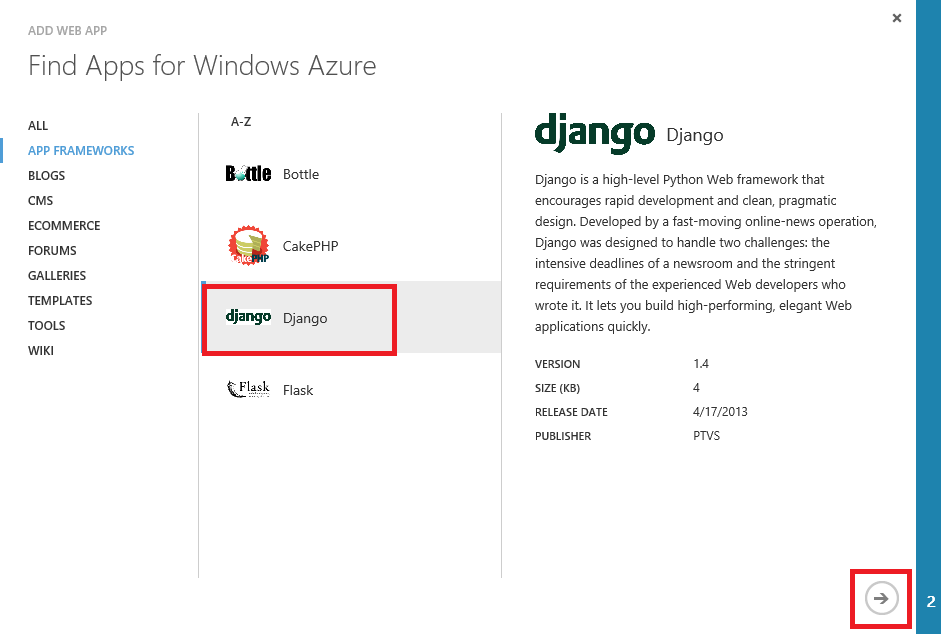 ADD WEB APP
Find Apps for Windows Azure
ALL
APP FRAMEWORKS
BLOGS
CMS
ECOMMERCE
FORUMS
GALLERIES
TEMPLATES
TOOLS
WIKI
A-Z
Bottle Bottle
CakePHP CakePHP
django Django
Flask Flask
django Django
Django is a high-level Python Web framework that
encourages rapid development and clean, pragmatic
design. Developed by a fast-moving online-news operation,
Django was designed to handle two challenges: the
intensive deadlines of a newsroom and the stringent
requirements of the experienced Web developers who
wrote it. It lets you build high-performing, elegant Web
applications quickly.
VERSION 1.4
SIZE (KB) 4
RELEASE DATE 4/17/2013
PUBLISHER PTVS
2